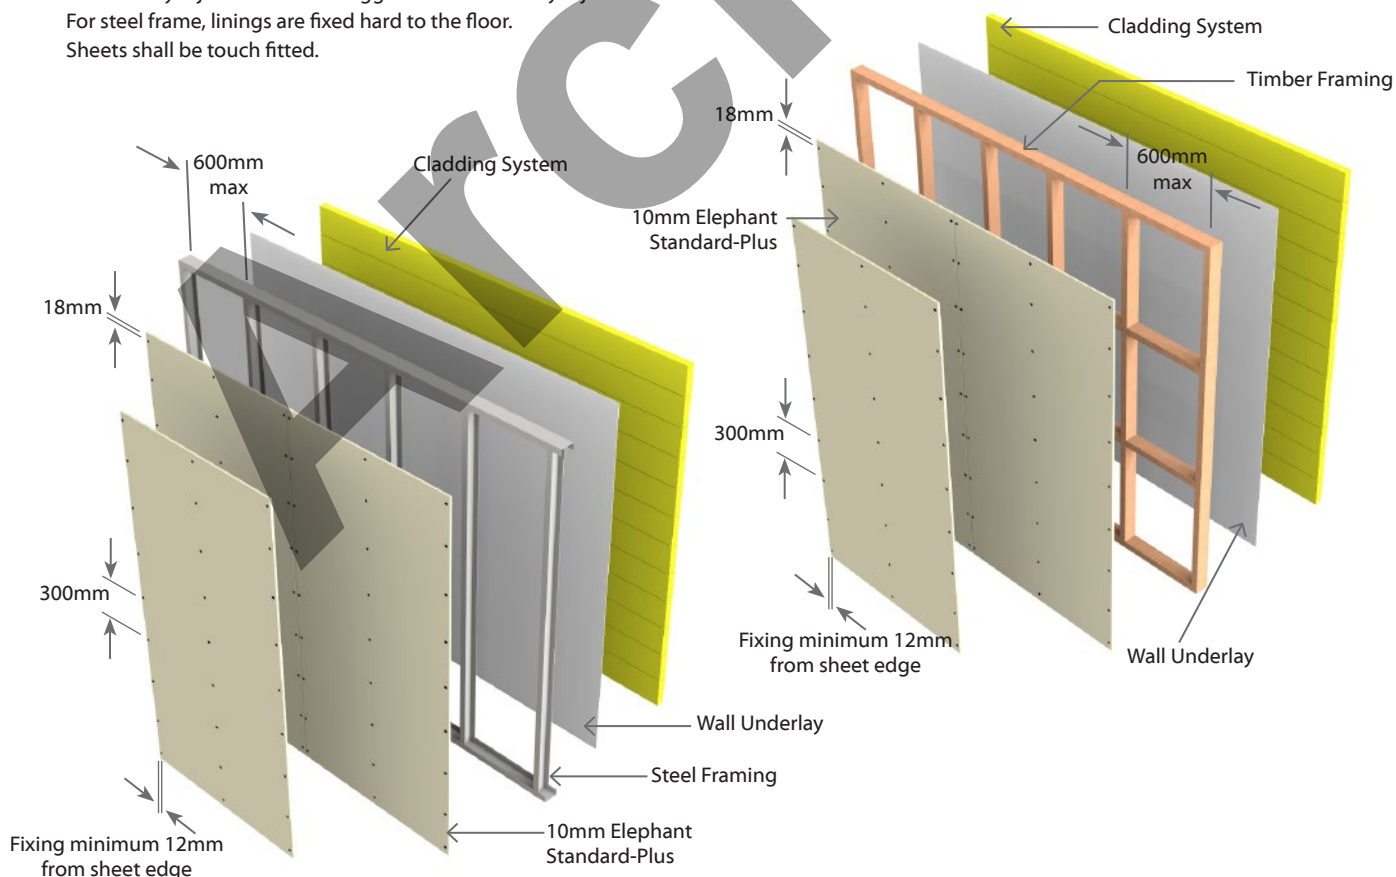 For steel frame, linings are fixed hard to the floor.
Sheets shall be touch fitted.
600mm
max
Cladding System
18mm
300mm
Fixing minimum 12mm
from sheet edge
Wall Underlay
Steel Framing
10mm Elephant
Standard-Plus
Cladding System
Timber Framing
18mm
600mm
max
10mm Elephant
Standard-Plus
300mm
Fixing minimum 12mm
from sheet edge
Wall Underlay